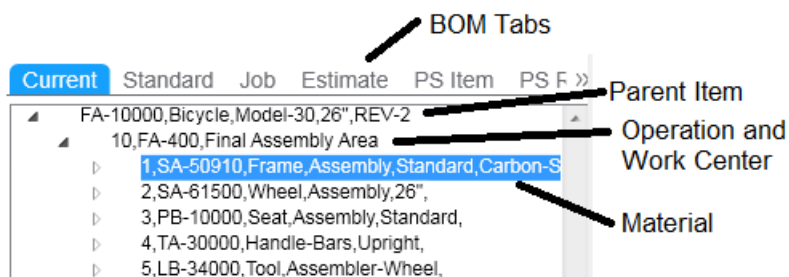 BOM Tabs
Current Standard Job Estimate PS Item PS F »
Parent Item
FA-10000,Bicycle,Model-30,26",REV-2
Operation and
Work Center
10,FA-400,Final Assembly Area
1,SA-50910,Frame,Assembly,Standard,Carbon-S
2,SA-61500,Wheel,Assembly,26",
3,PB-10000,Seat,Assembly,Standard,
Material
4,TA-30000,Handle-Bars,Upright,
5,LB-34000,Tool,Assembler-Wheel,